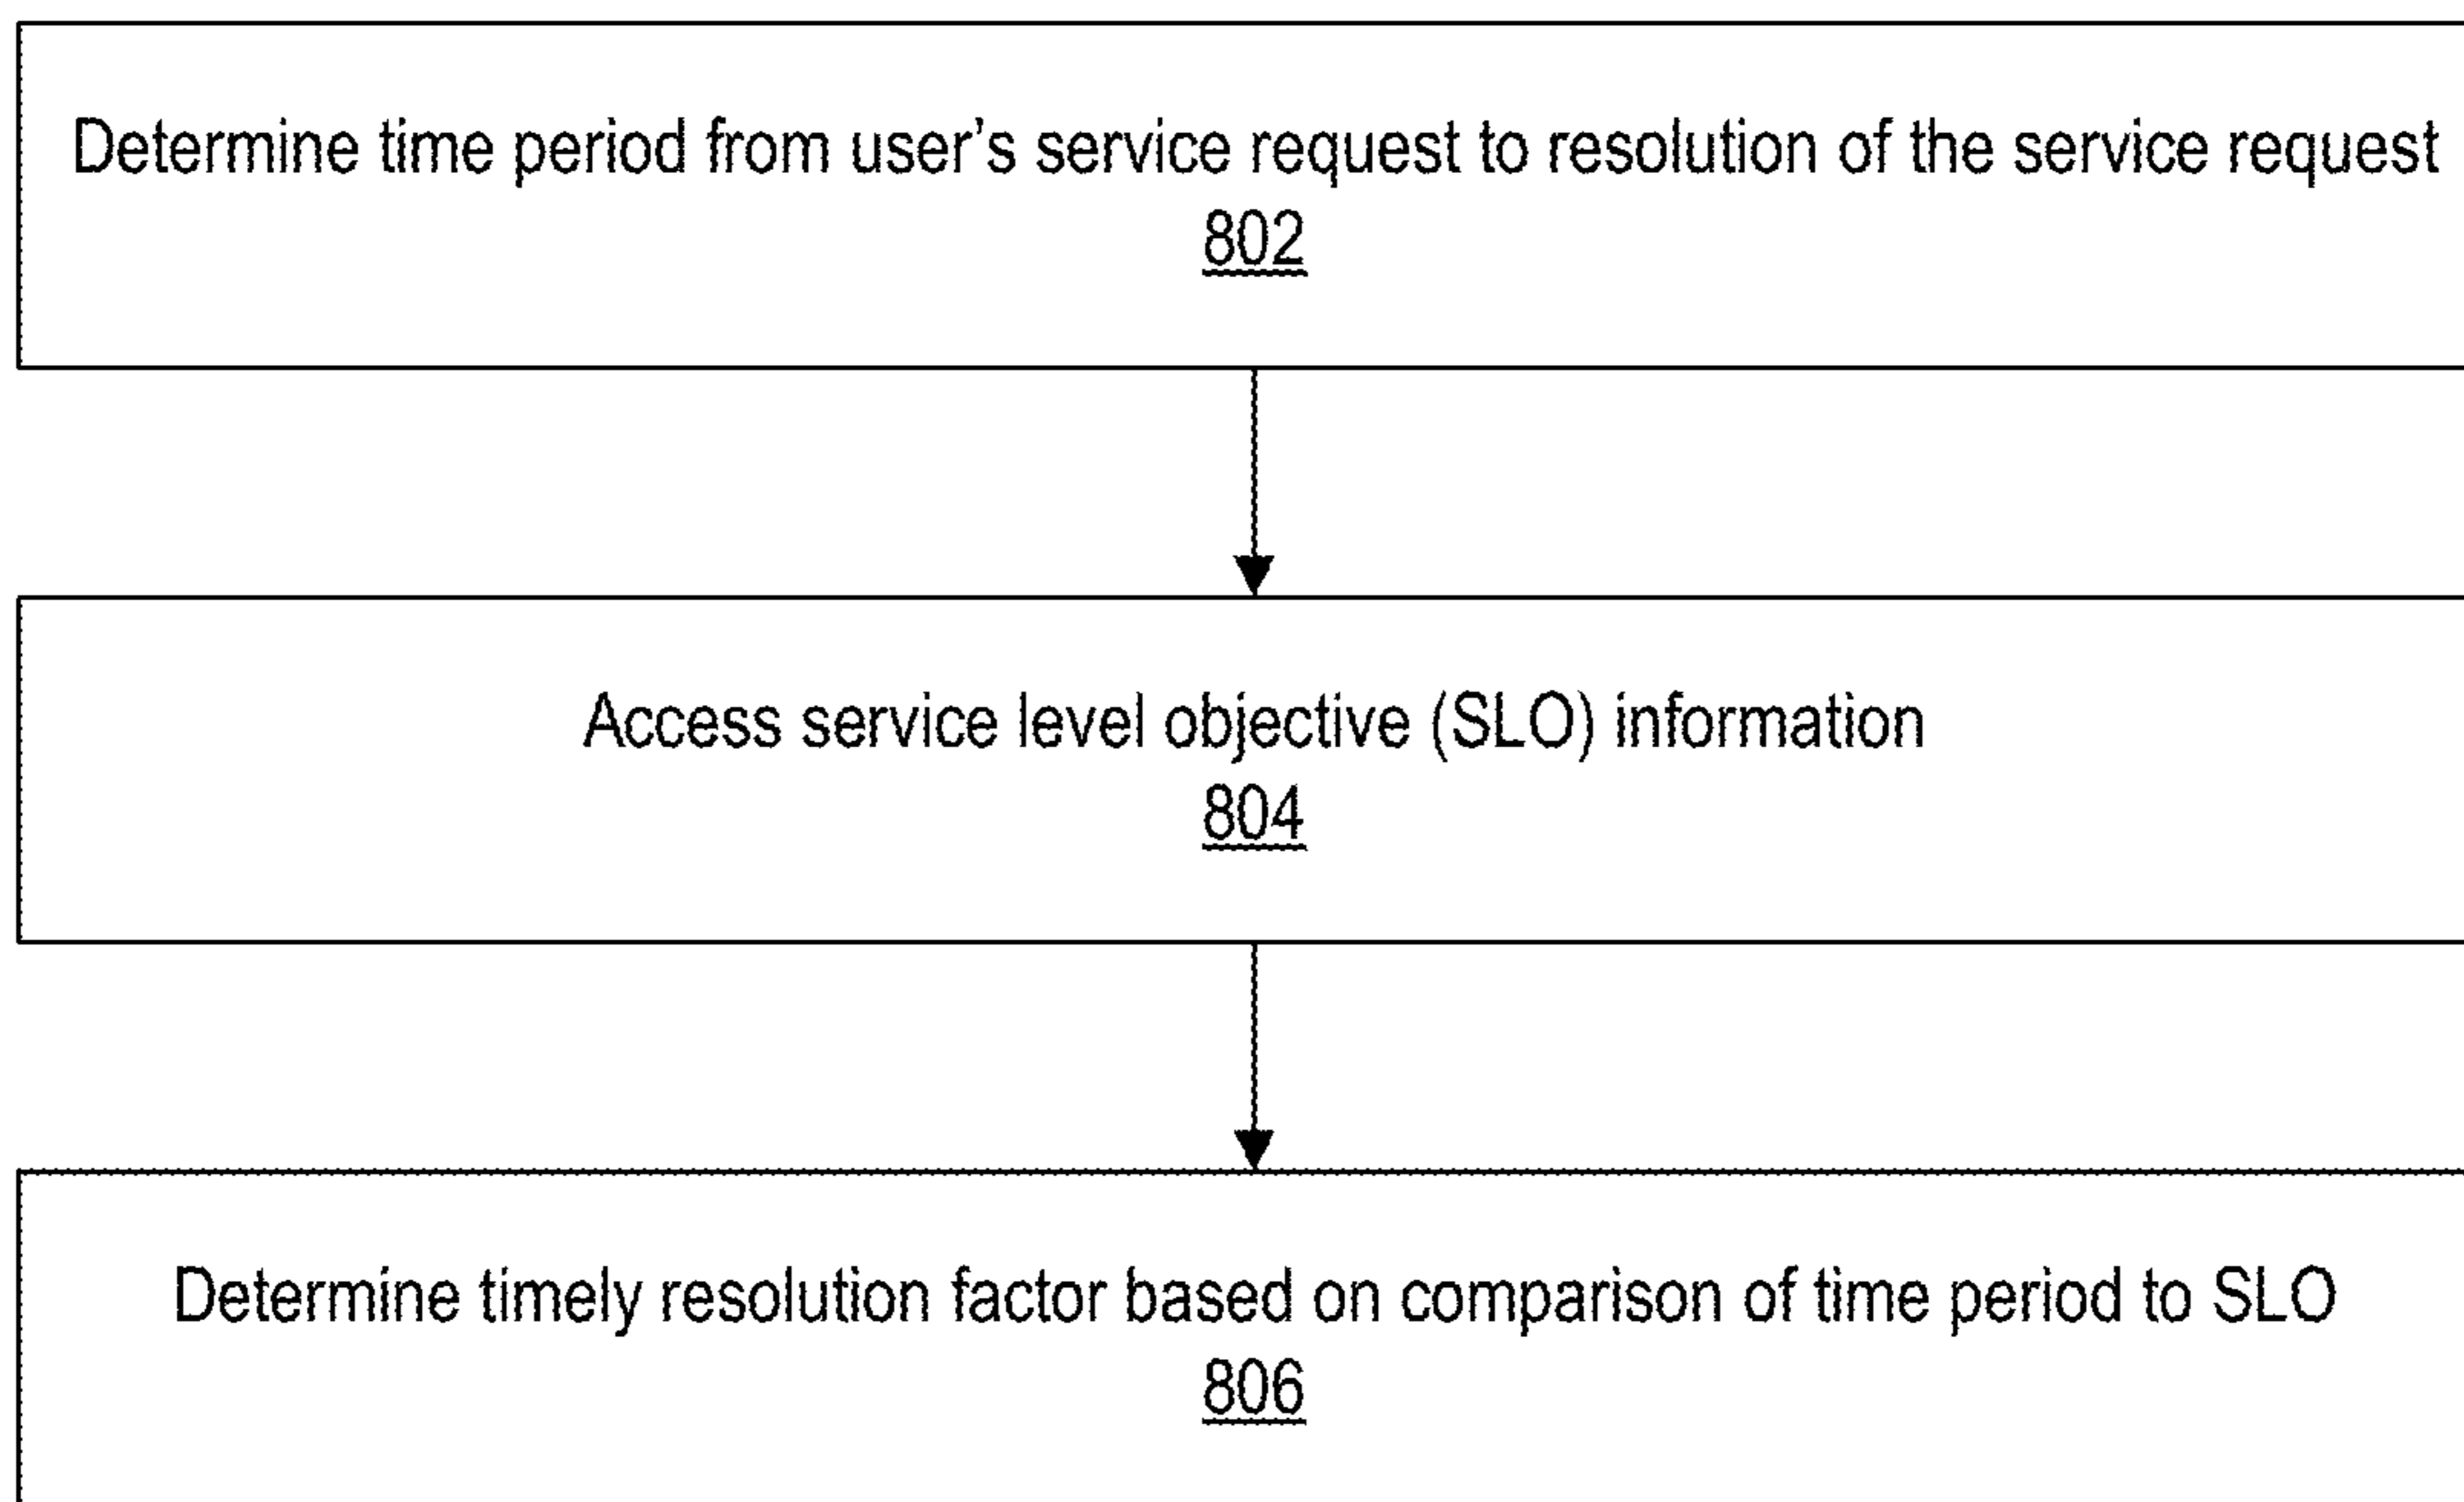 Determine time period from user's service request to resolution of the service request
802
Access service level objective (SLO) information
804
Determine timely resolution factor based on comparison of time period to SLO
806